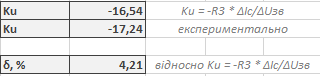 Ku -16,54 Ku = -R3 * ΔIc/ΔUзв
Ku -17,24 експериментально
δ, % 4,21 відносно Ku = -R3 * ΔIc/ΔUзв